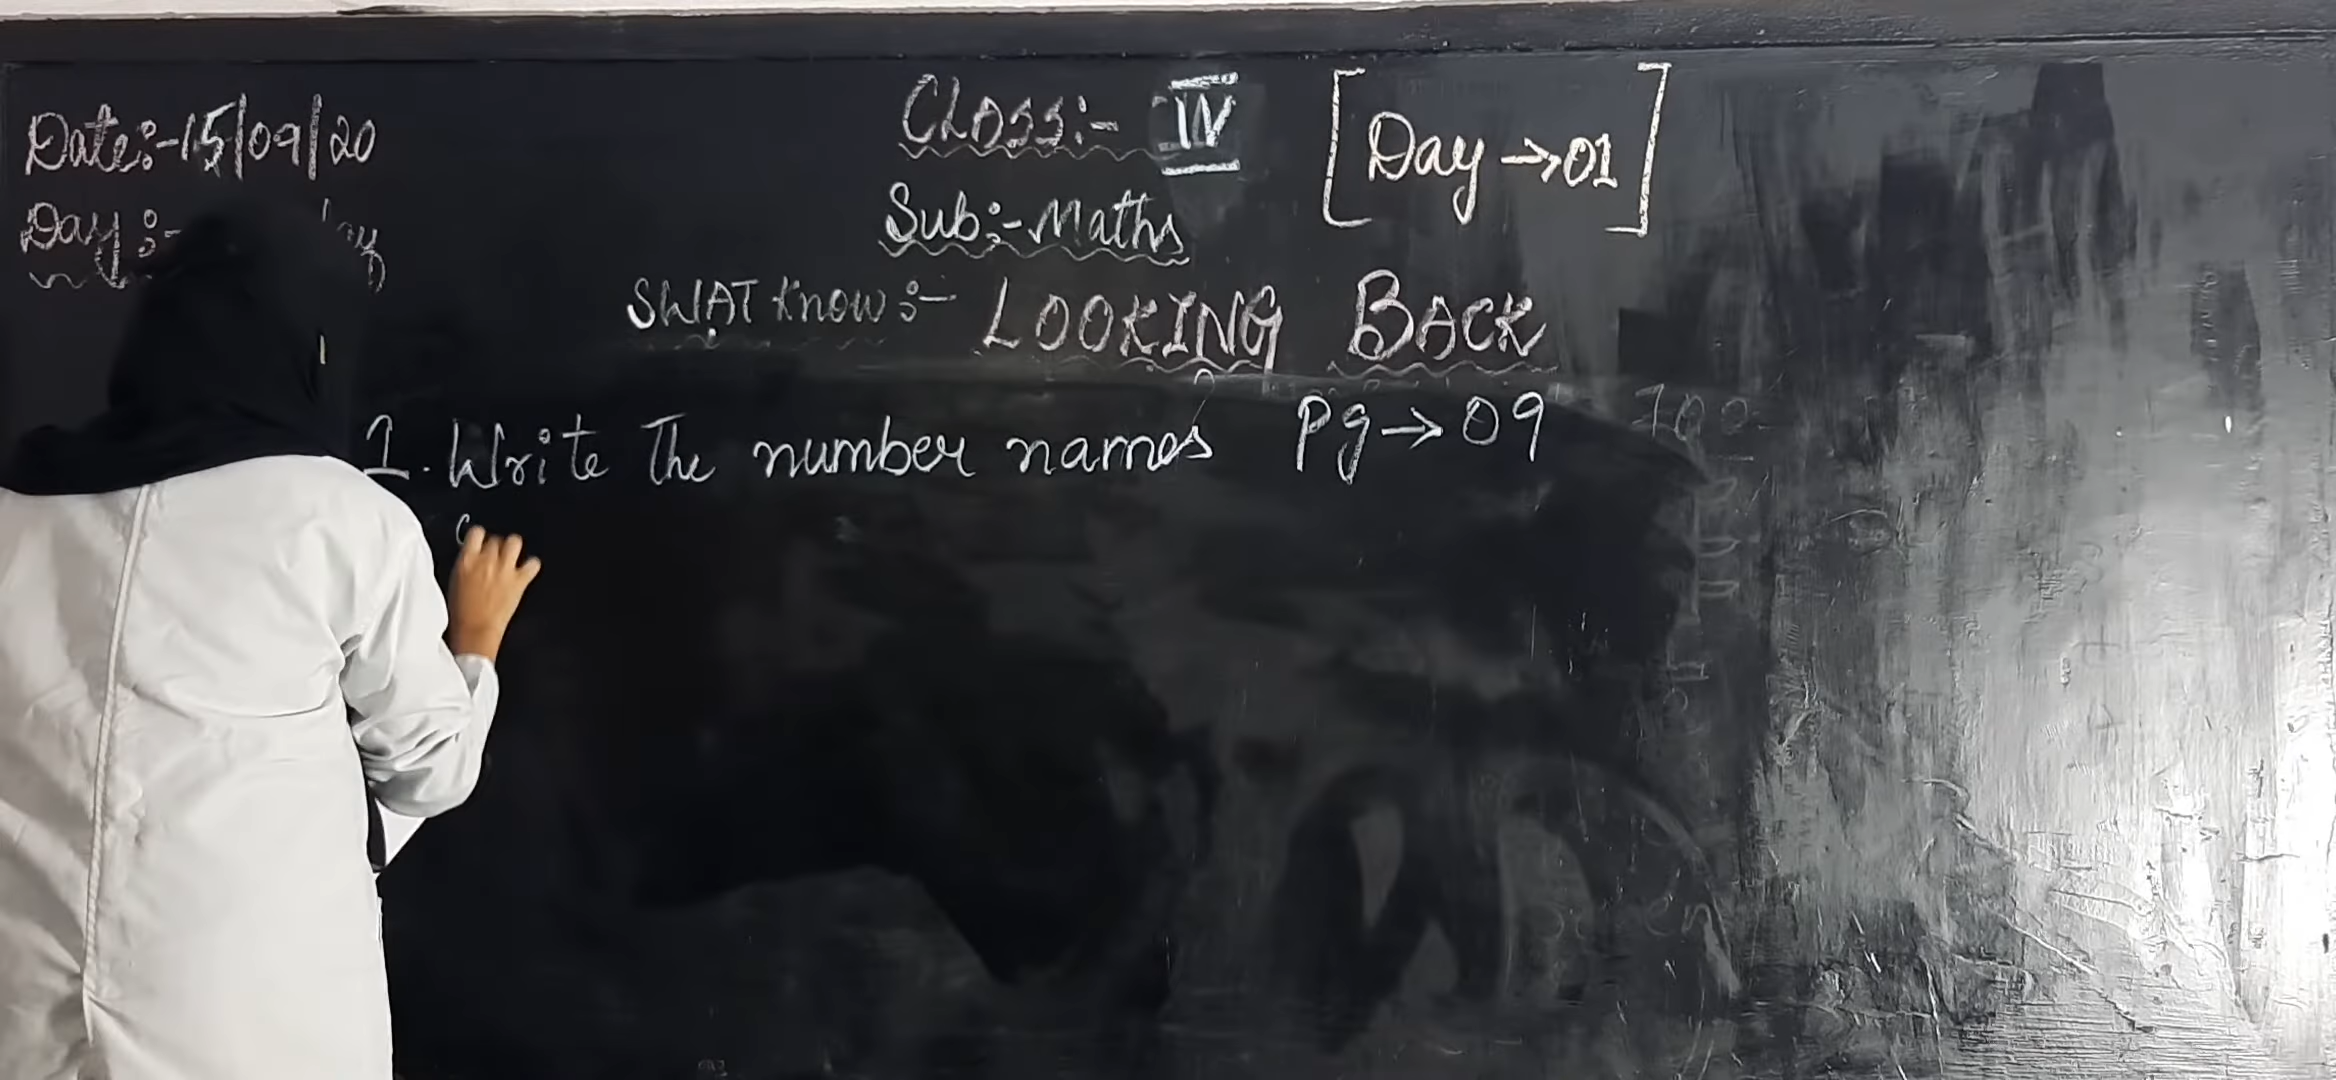 Date:-15/09/20
Class:- IV
[Day→01]
Day:-
Sub:-Maths
SWAT Know:- LOOKING BACK
1. Write The number names Pg→09